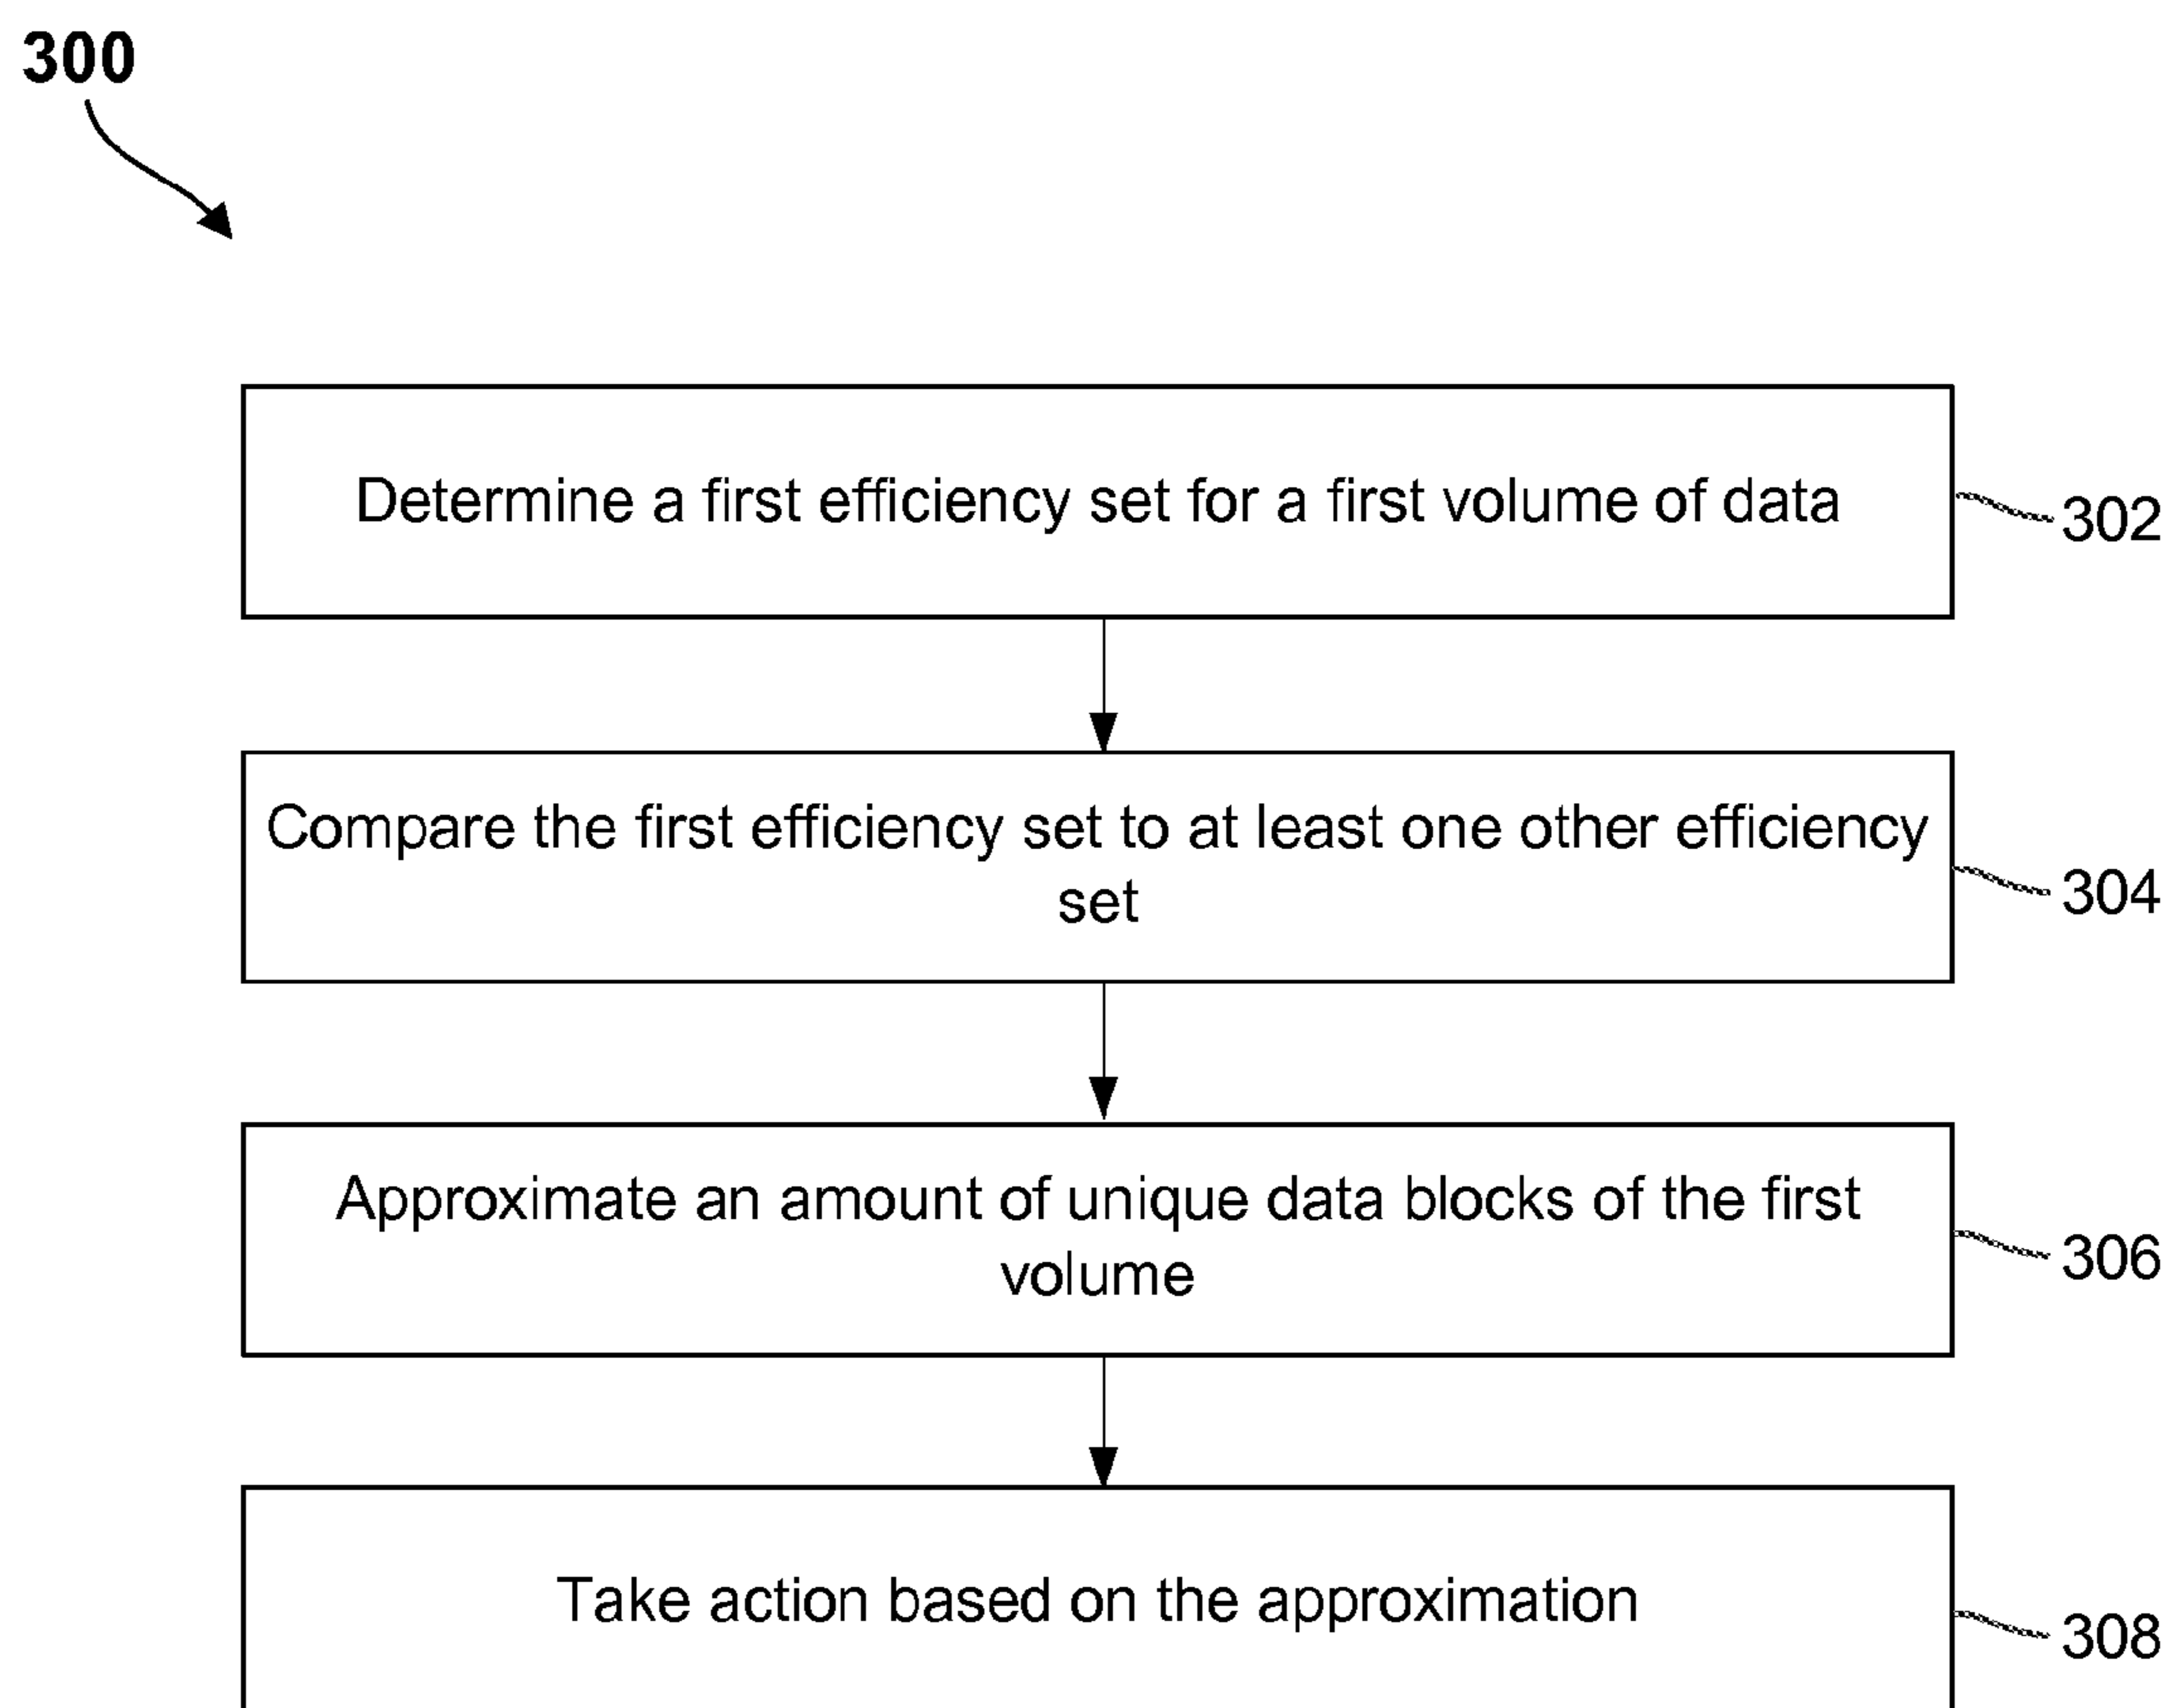 300
Determine a first efficiency set for a first volume of data
302
Compare the first efficiency set to at least one other efficiency
set
304
Approximate an amount of unique data blocks of the first
volume
306
Take action based on the approximation
308